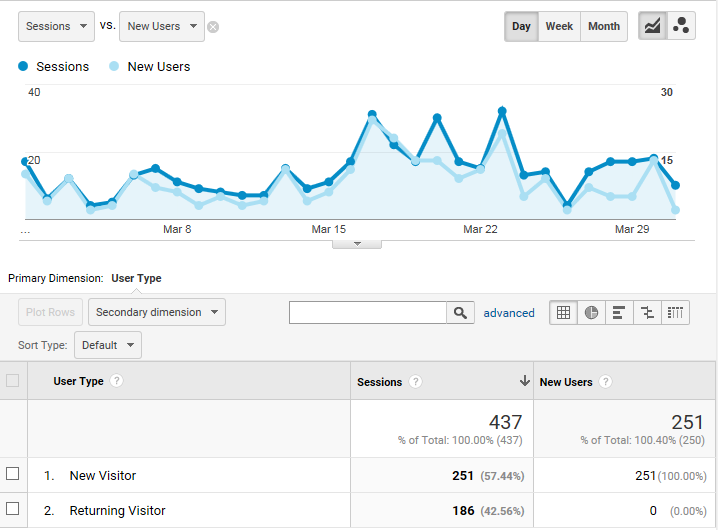 Sessions vs. New Users Day Week Month
Sessions New Users
40 30
20 15
... Mar 8 Mar 15 Mar 22 Mar 29
Primary Dimension: User Type
Plot Rows Secondary dimension advanced
Sort Type: Default
User Type ? Sessions ? New Users ?
437 251
% of Total: 100.00% (437) % of Total: 100.40% (250)
1. New Visitor 251 (57.44%) 251(100.00%)
2. Returning Visitor 186 (42.56%) 0 (0.00%)